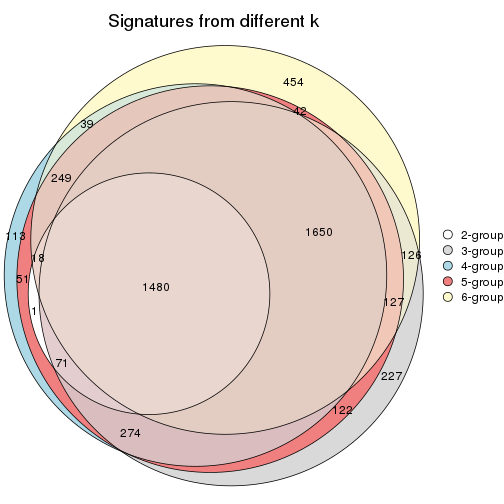 Signatures from different k
454
42
39
249
1650
113
18
126
51
1480
127
1
71
227
122
274
2-group
3-group
4-group
5-group
6-group